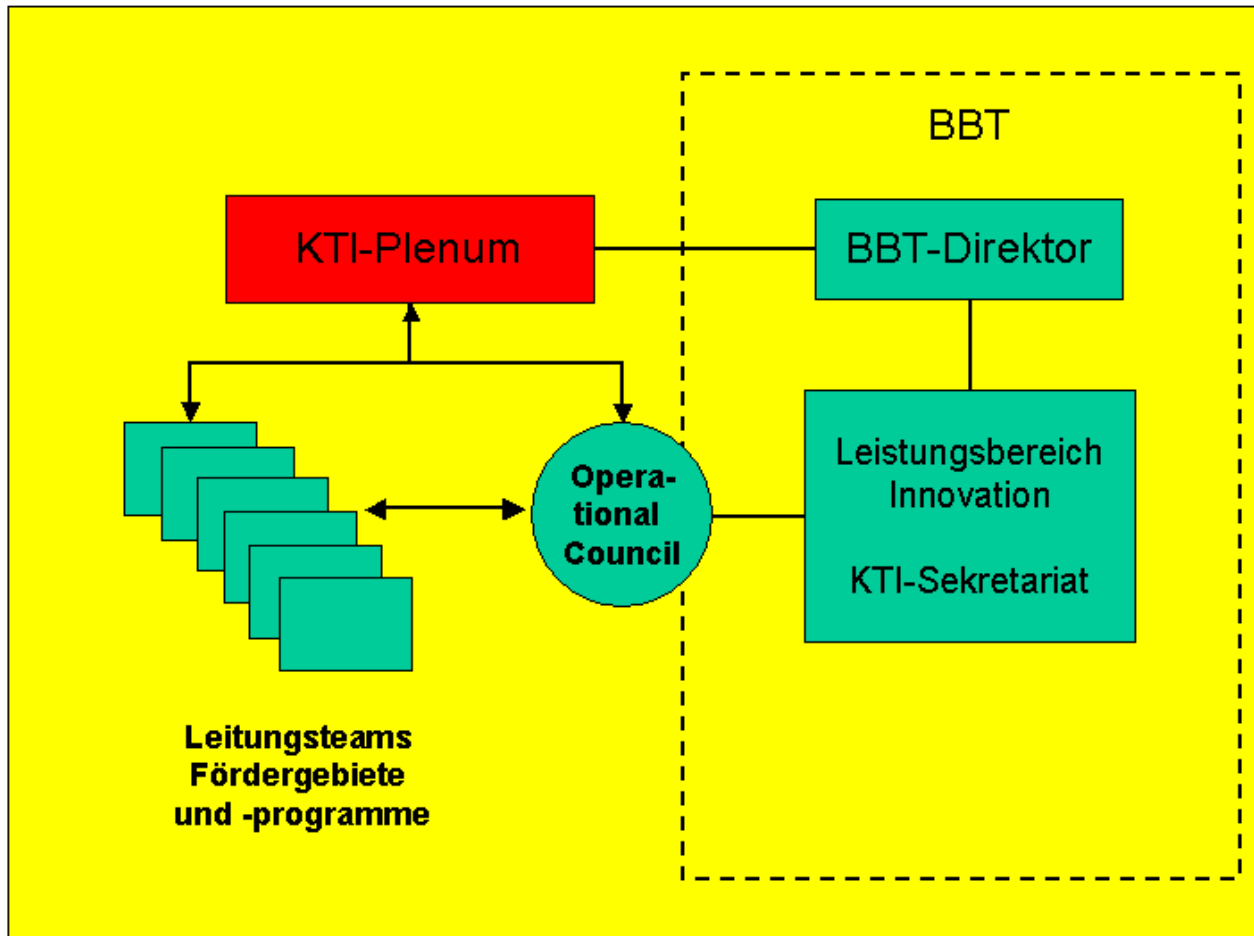 BBT
KTI-Plenum
BBT-Direktor
Leistungsbereich
Innovation
KTI-Sekretariat
Opera-
tional
Council
Leitungsteams
Fördergebiete
und -programme